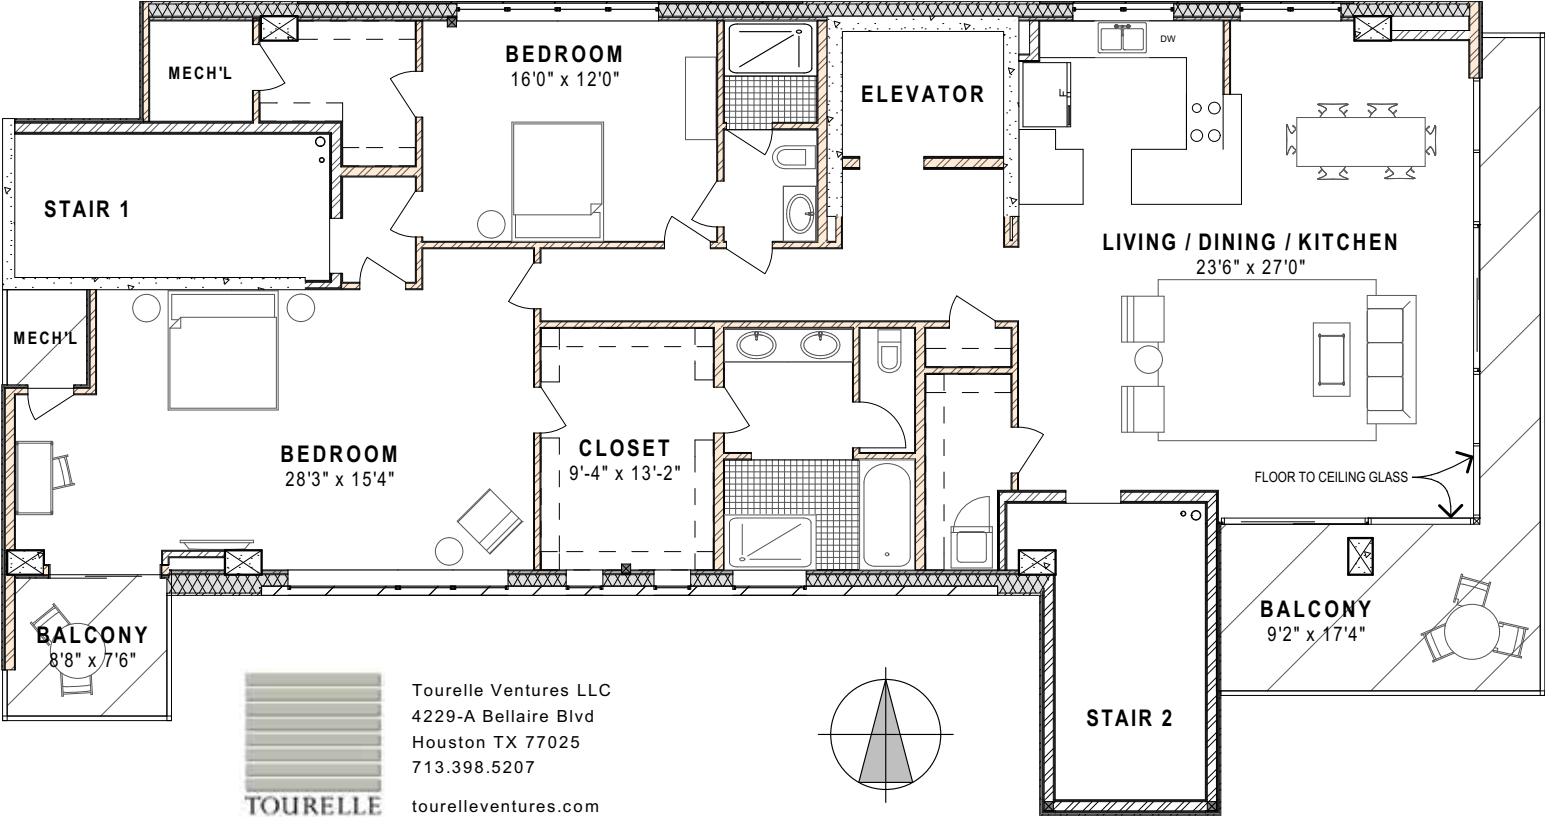 BEDROOM
16'0" x 12'0"
MECH'L
ELEVATOR
DW
F
STAIR 1
LIVING / DINING / KITCHEN
23'6" x 27'0"
MECH'L
BEDROOM
28'3" x 15'4"
CLOSET
9'-4" x 13'-2"
FLOOR TO CEILING GLASS
BALCONY
8'8" x 7'6"
BALCONY
9'2" x 17'4"
STAIR 2
TOURELLE
Tourelle Ventures LLC
4229-A Bellaire Blvd
Houston TX 77025
713.398.5207
tourelleventures.com